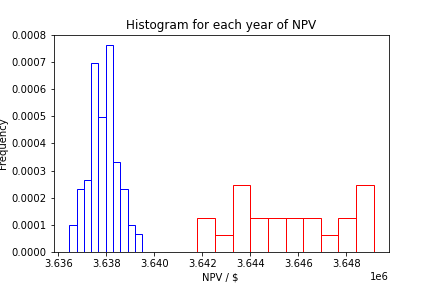 Histogram for each year of NPV
0.0008
0.0007
0.0006
0.0005
0.0004
0.0003
0.0002
0.0001
0.0000
Frequency
3.636 3.638 3.640 3.642 3.644 3.646 3.648
1e6
NPV / $